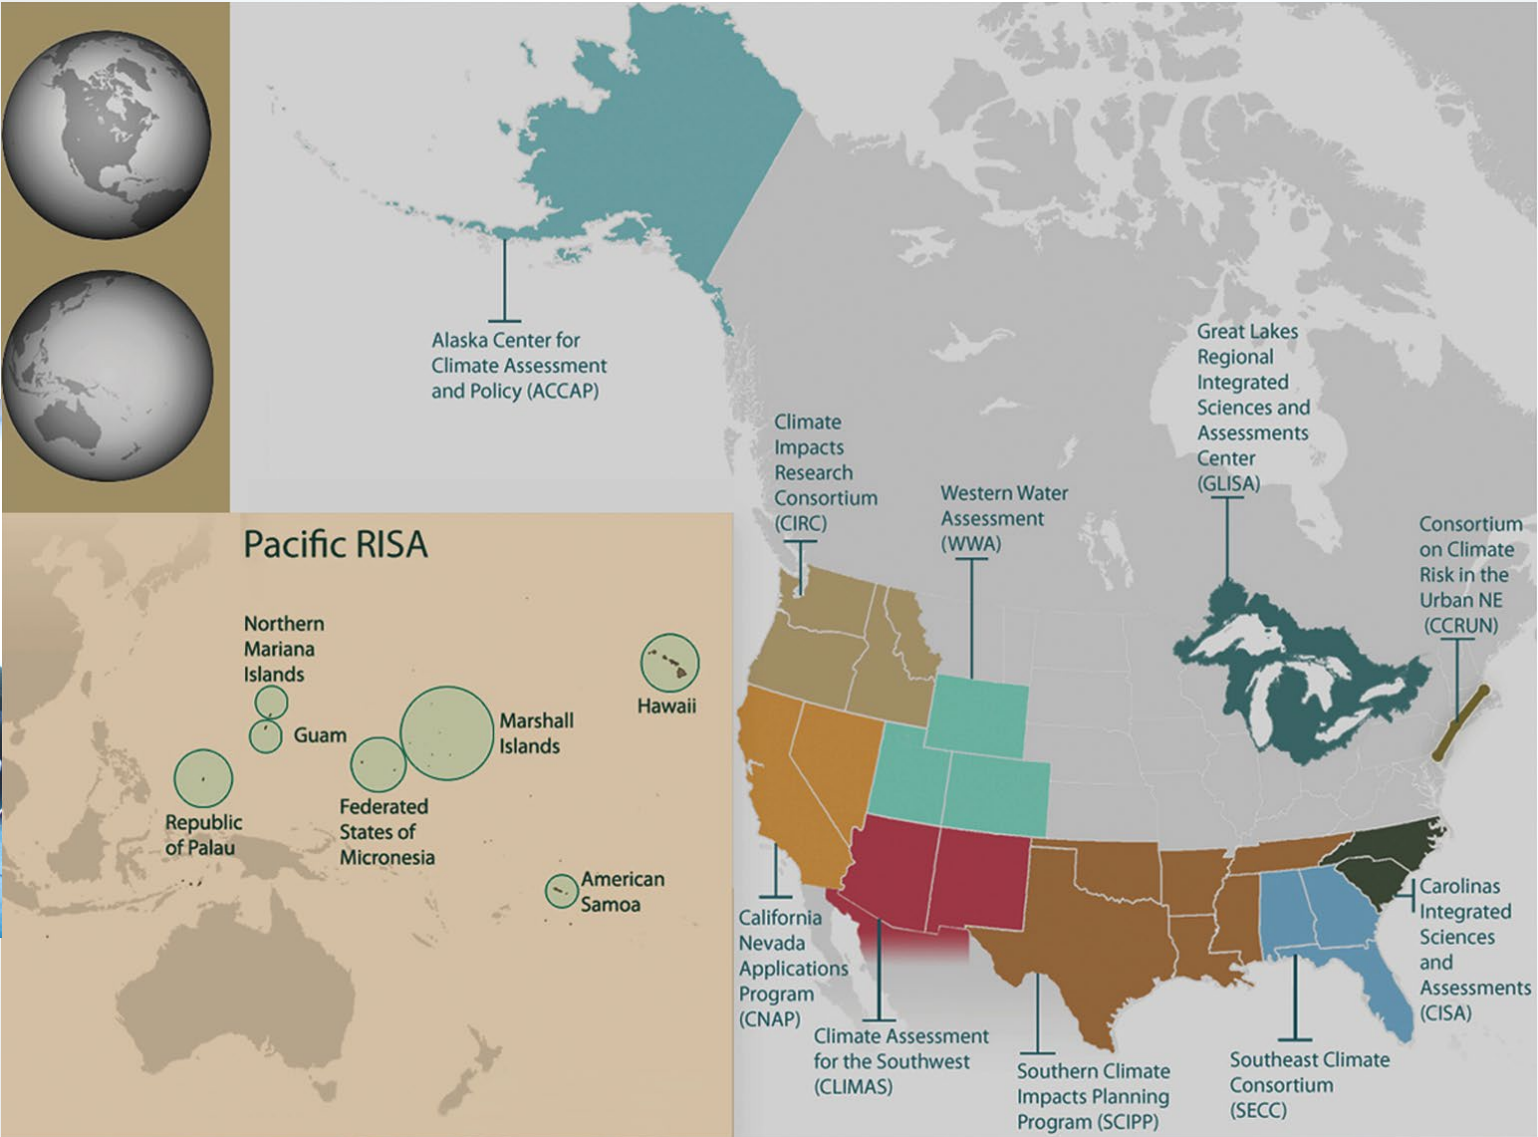 Alaska Center for
Climate Assessment
and Policy (ACCAP)
Climate
Impacts
Research
Consortium
(CIRC)
Western Water
Assessment
(WWA)
Great Lakes
Regional
Integrated
Sciences and
Assessments
Center
(GLISA)
Consortium
on Climate
Risk in the
Urban NE
(CCRUN)
Pacific RISA
Northern
Mariana
Islands
Guam
Republic
of Palau
Federated
States of
Micronesia
Marshall
Islands
Hawaii
American
Samoa
California
Nevada
Applications
Program
(CNAP)
Climate Assessment
for the Southwest
(CLIMAS)
Southern Climate
Impacts Planning
Program (SCIPP)
Southeast Climate
Consortium
(SECC)
Carolinas
Integrated
Sciences
and
Assessments
(CISA)